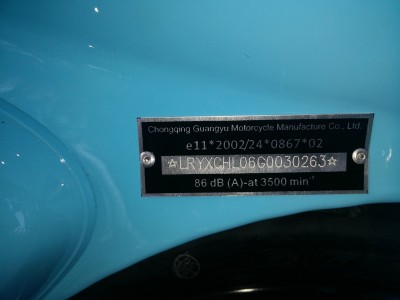 Chongqing Guangyu Motorcycle Manufacture Co., Ltd.
e11*2002/24*0867*02
☆LRYXCHL06G0030263☆
86 dB (A)-at 3500 min⁻¹